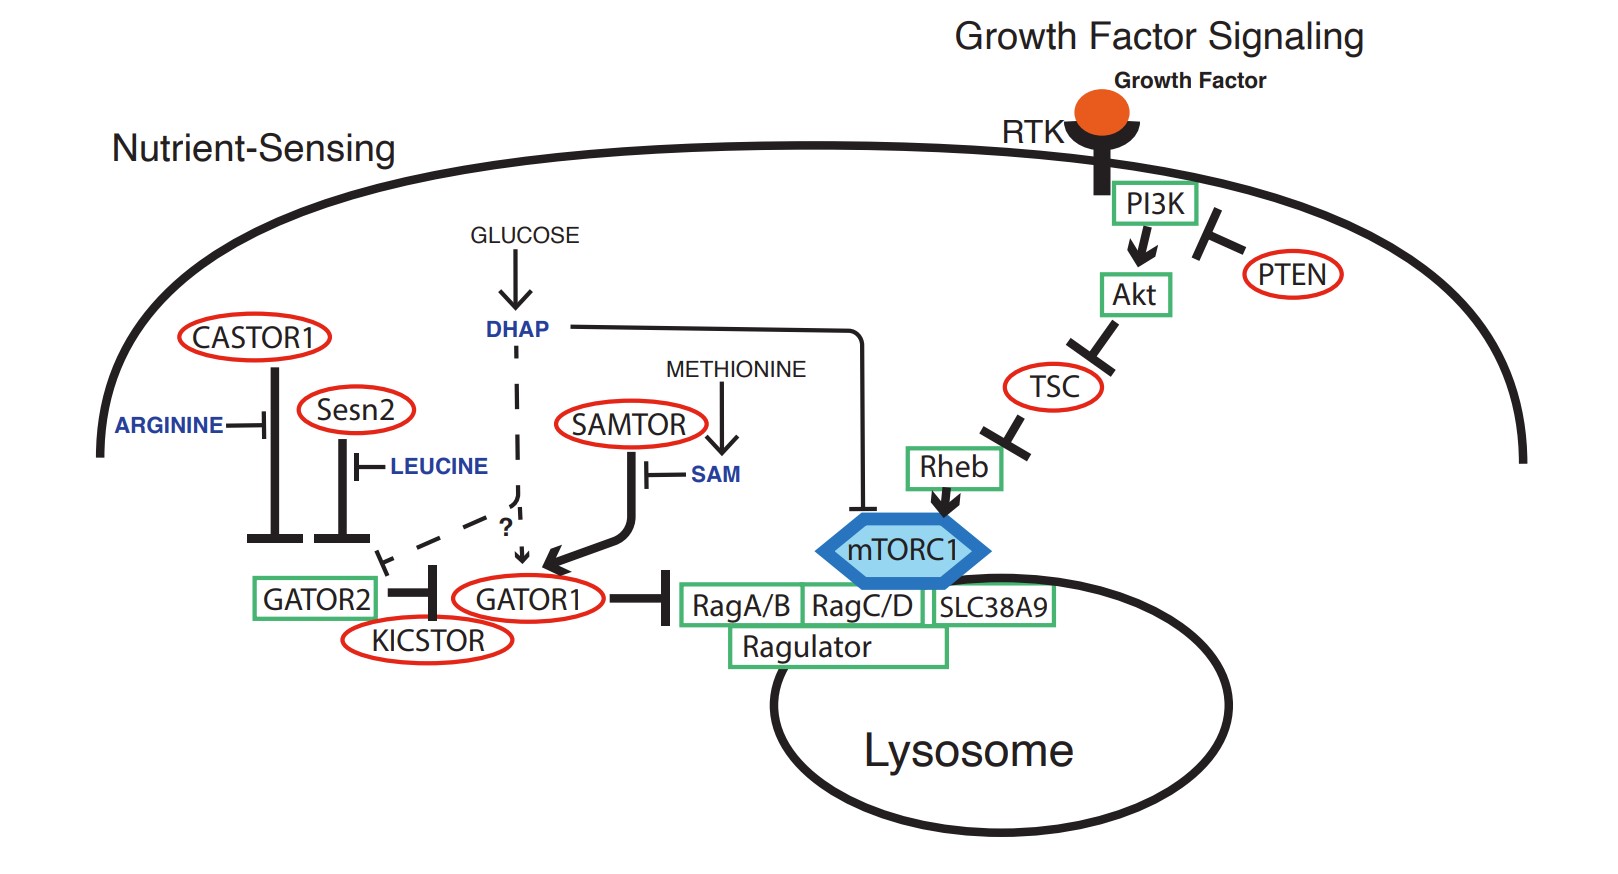 Growth Factor Signaling
Growth Factor
RTK
Nutrient-Sensing
PI3K
GLUCOSE
PTEN
Akt
CASTOR1
DHAP
METHIONINE
TSC
Sesn2
SAMTOR
ARGININE
LEUCINE
SAM
Rheb
?
mTORC1
GATOR2
GATOR1
RagA/B
RagC/D
SLC38A9
KICSTOR
Ragulator
Lysosome